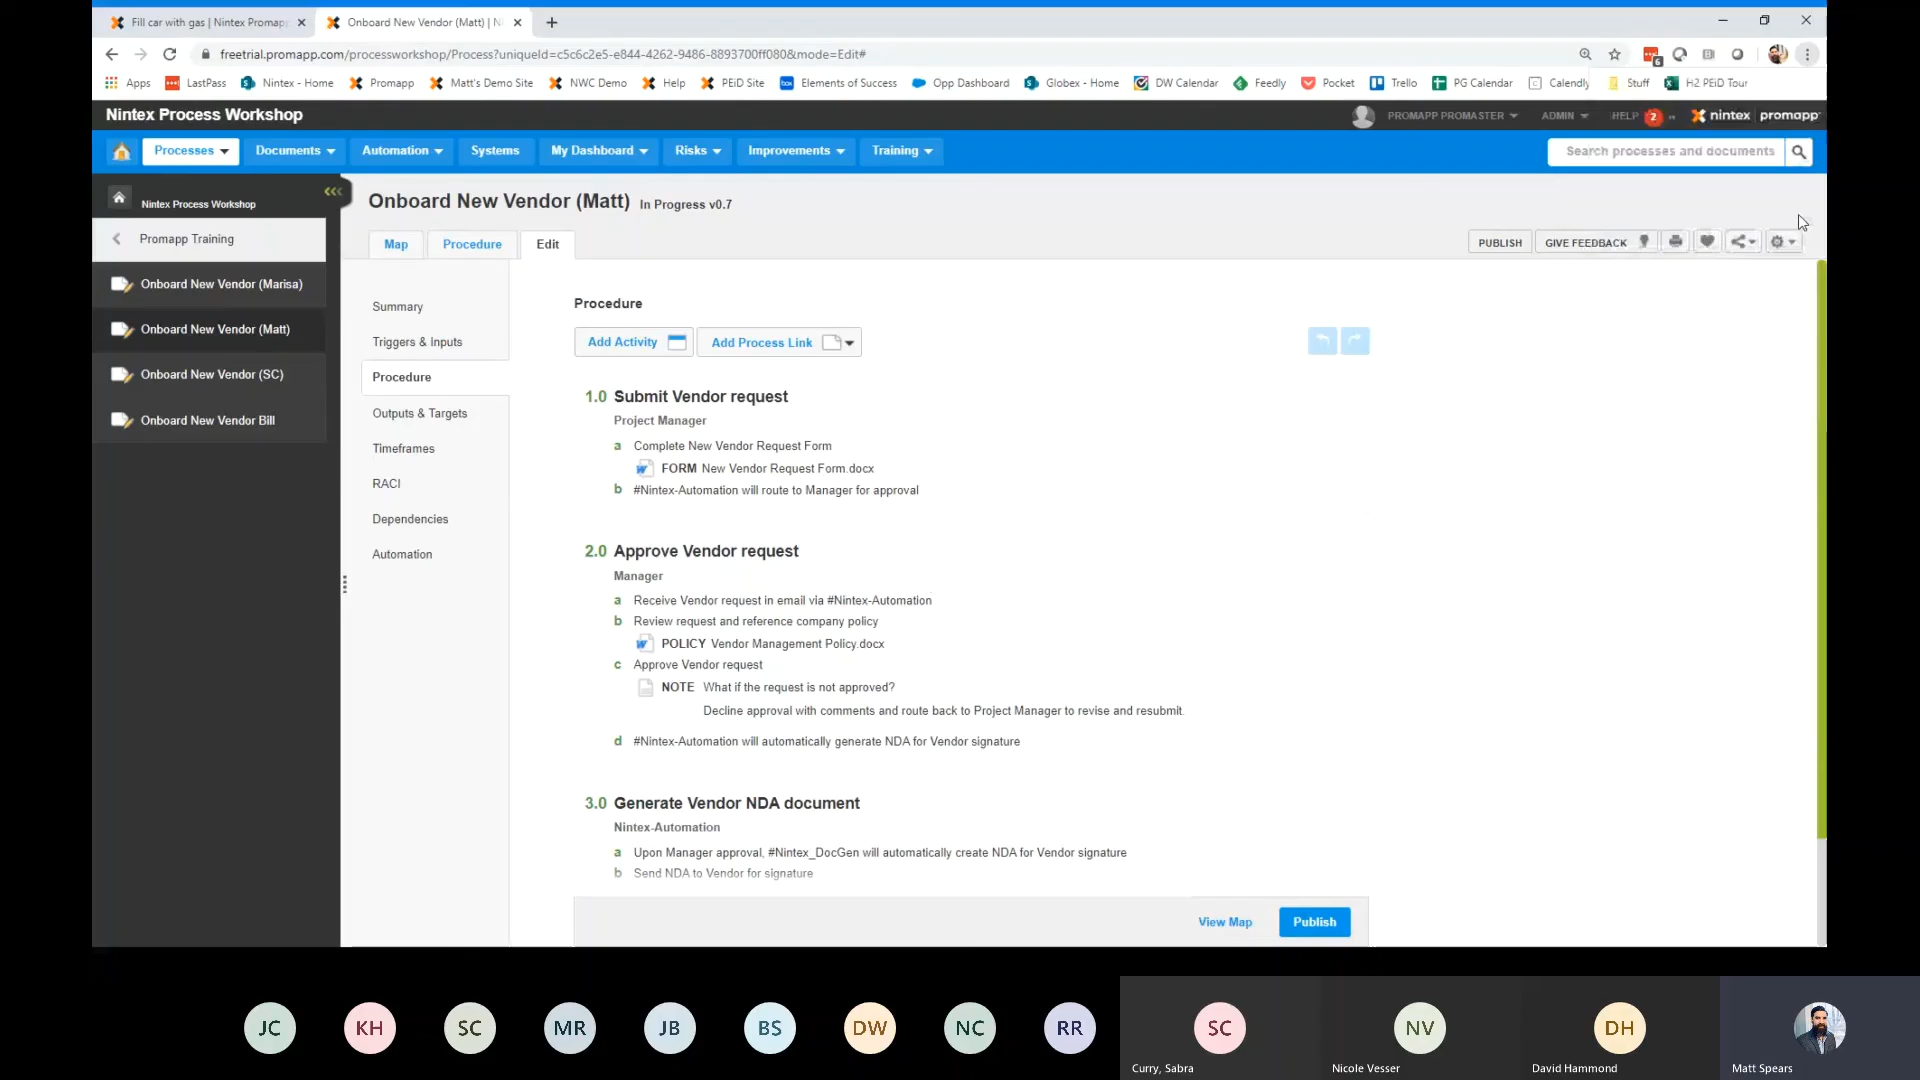 Fill car with gas | Nintex Promapp
Onboard New Vendor (Matt) | N
freetrial.promapp.com/processworkshop/Process?uniqueId=c5c6c2e5-e844-4262-9486-8893700ff080&mode=Edit#
6
Apps LastPass Nintex - Home Promapp Matt's Demo Site NWC Demo Help PEiD Site Elements of Success Opp Dashboard Globex - Home DW Calendar Feedly Pocket Trello PG Calendar Calendly Stuff H2 PEiD Tour
Nintex Process Workshop
PROMAPP PROMASTER ADMIN HELP 2 nintex promapp
Processes Documents Automation Systems My Dashboard Risks Improvements Training
Search processes and documents
Nintex Process Workshop
Promapp Training
Onboard New Vendor (Marisa)
Onboard New Vendor (Matt)
Onboard New Vendor (SC)
Onboard New Vendor Bill
Onboard New Vendor (Matt) In Progress v0.7
Map Procedure Edit
PUBLISH GIVE FEEDBACK
Summary
Triggers & Inputs
Procedure
Outputs & Targets
Timeframes
RACI
Dependencies
Automation
Procedure
Add Activity Add Process Link
1.0 Submit Vendor request
Project Manager
a Complete New Vendor Request Form
FORM New Vendor Request Form.docx
b #Nintex-Automation will route to Manager for approval
2.0 Approve Vendor request
Manager
a Receive Vendor request in email via #Nintex-Automation
b Review request and reference company policy
POLICY Vendor Management Policy.docx
c Approve Vendor request
NOTE What if the request is not approved?
Decline approval with comments and route back to Project Manager to revise and resubmit.
d #Nintex-Automation will automatically generate NDA for Vendor signature
3.0 Generate Vendor NDA document
Nintex-Automation
a Upon Manager approval, #Nintex_DocGen will automatically create NDA for Vendor signature
b Send NDA to Vendor for signature
View Map Publish
JC KH SC MR JB BS DW NC RR SC NV DH
Curry, Sabra Nicole Vesser David Hammond Matt Spears